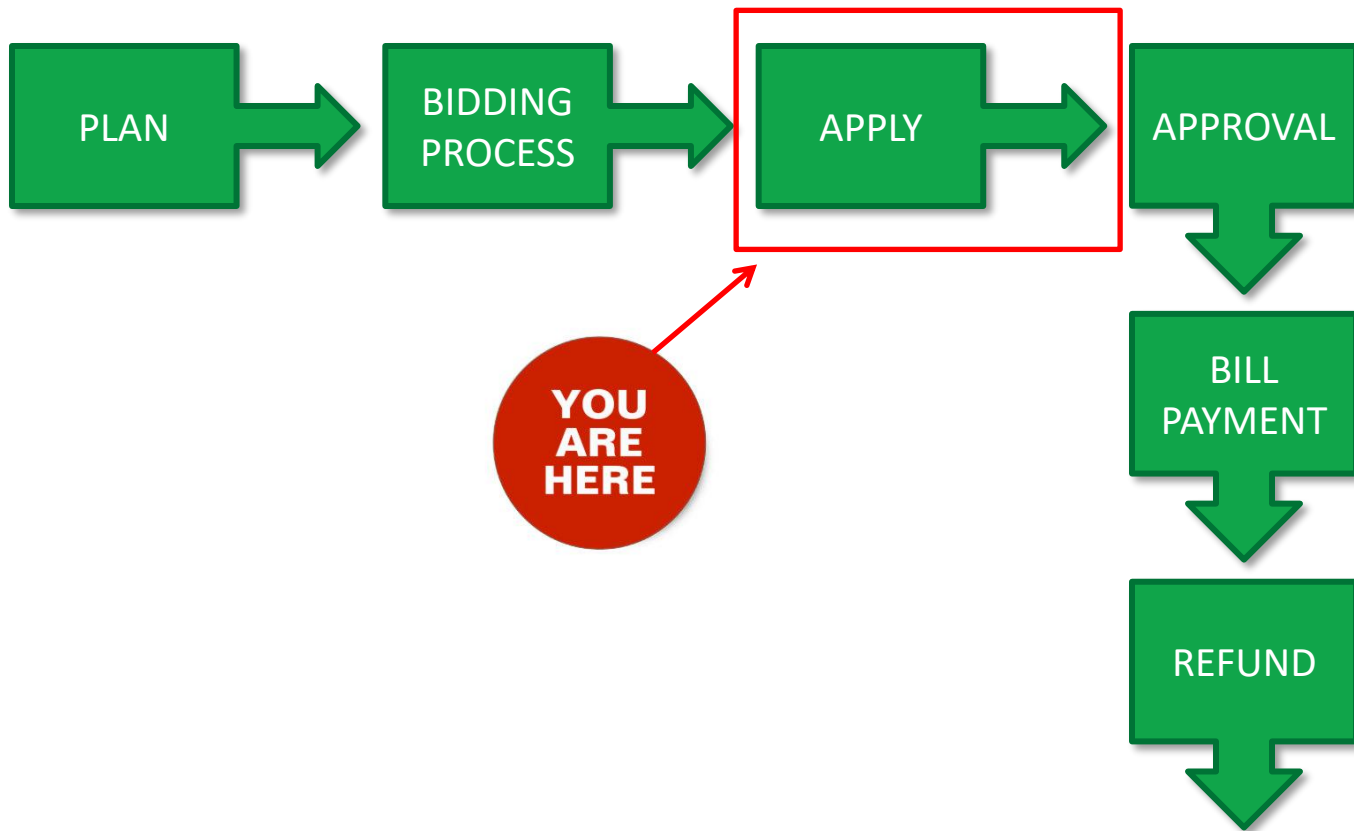 PLAN
BIDDING
PROCESS
APPLY
APPROVAL
BILL
PAYMENT
YOU
ARE
HERE
REFUND